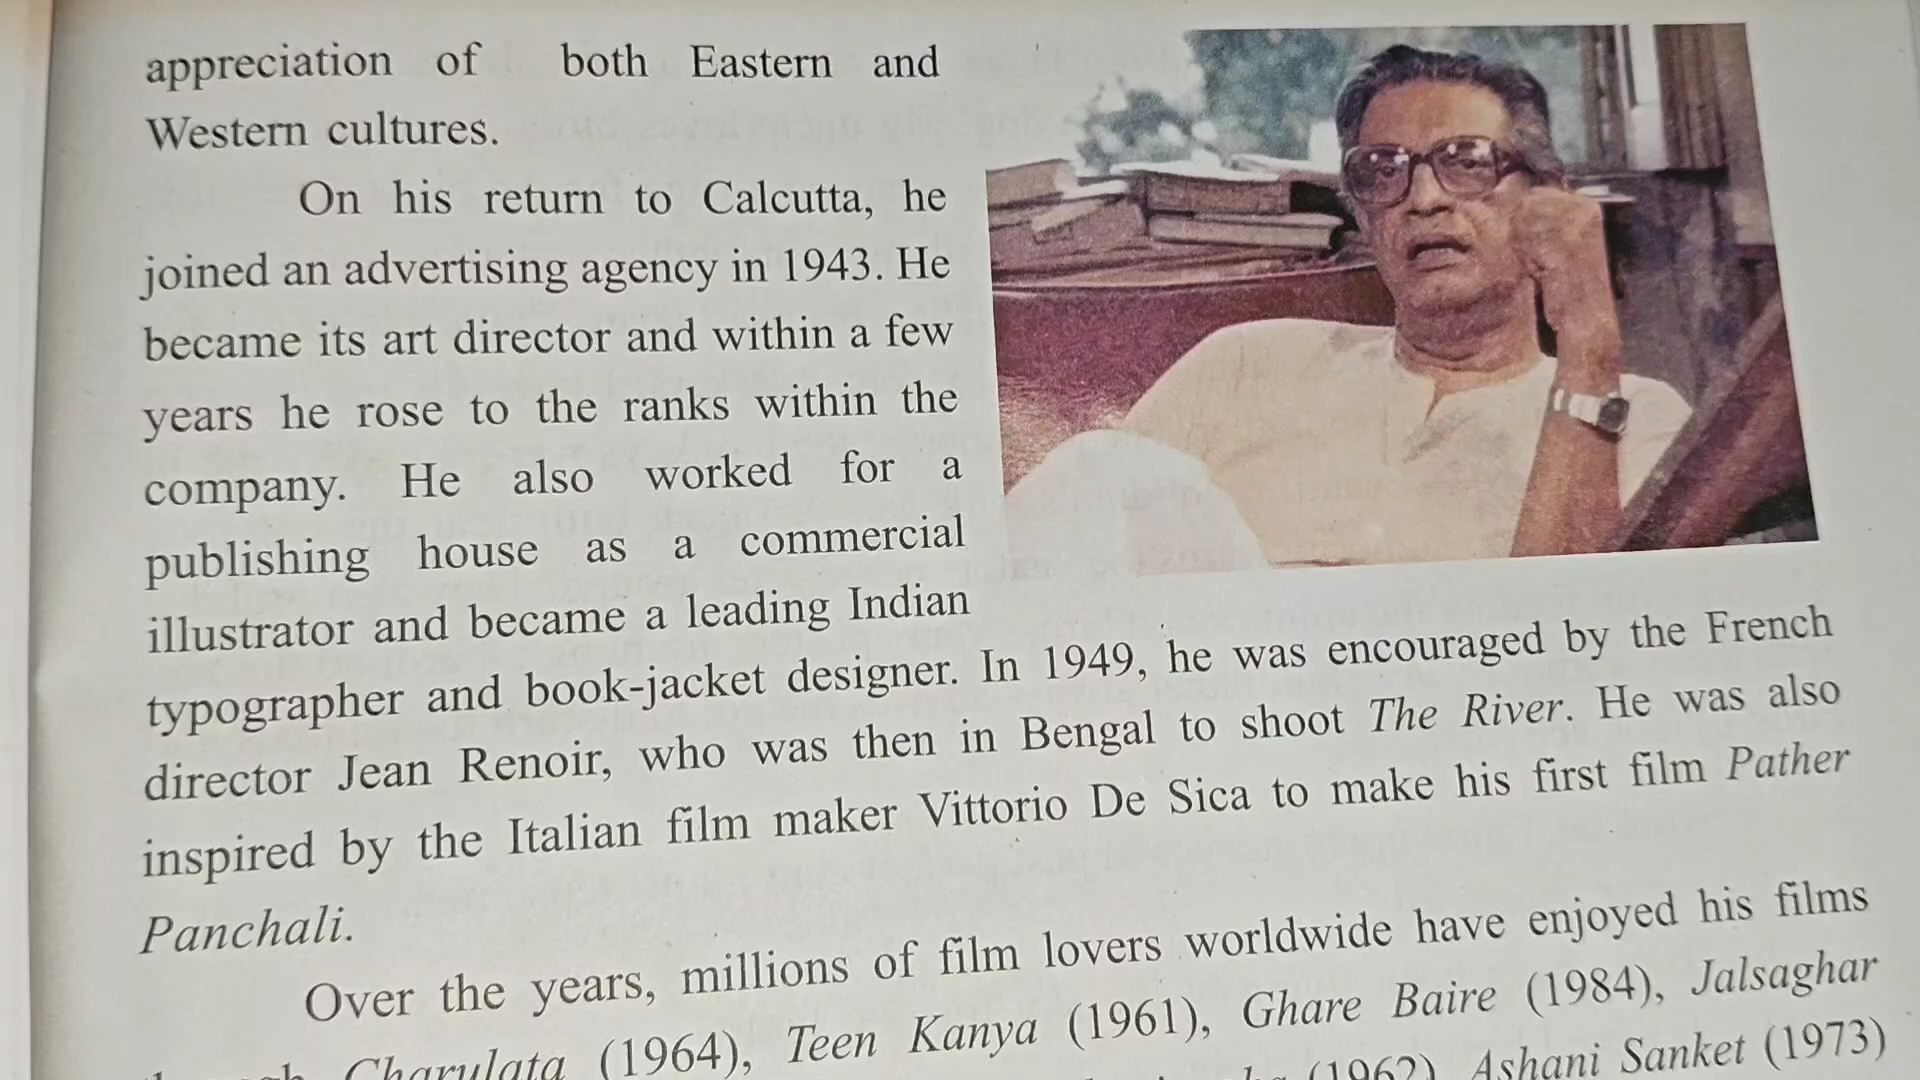 appreciation of both Eastern and
Western cultures.
On his return to Calcutta, he
joined an advertising agency in 1943. He
became its art director and within a few
years he rose to the ranks within the
company. He also worked for a
publishing house as a commercial
illustrator and became a leading Indian
typographer and book-jacket designer. In 1949, he was encouraged by the French
director Jean Renoir, who was then in Bengal to shoot The River. He was also
inspired by the Italian film maker Vittorio De Sica to make his first film Pather
Panchali.
Over the years, millions of film lovers worldwide have enjoyed his films
Charulata (1964), Teen Kanya (1961), Ghare Baire (1984), Jalsaghar
(1962), Ashani Sanket (1973)